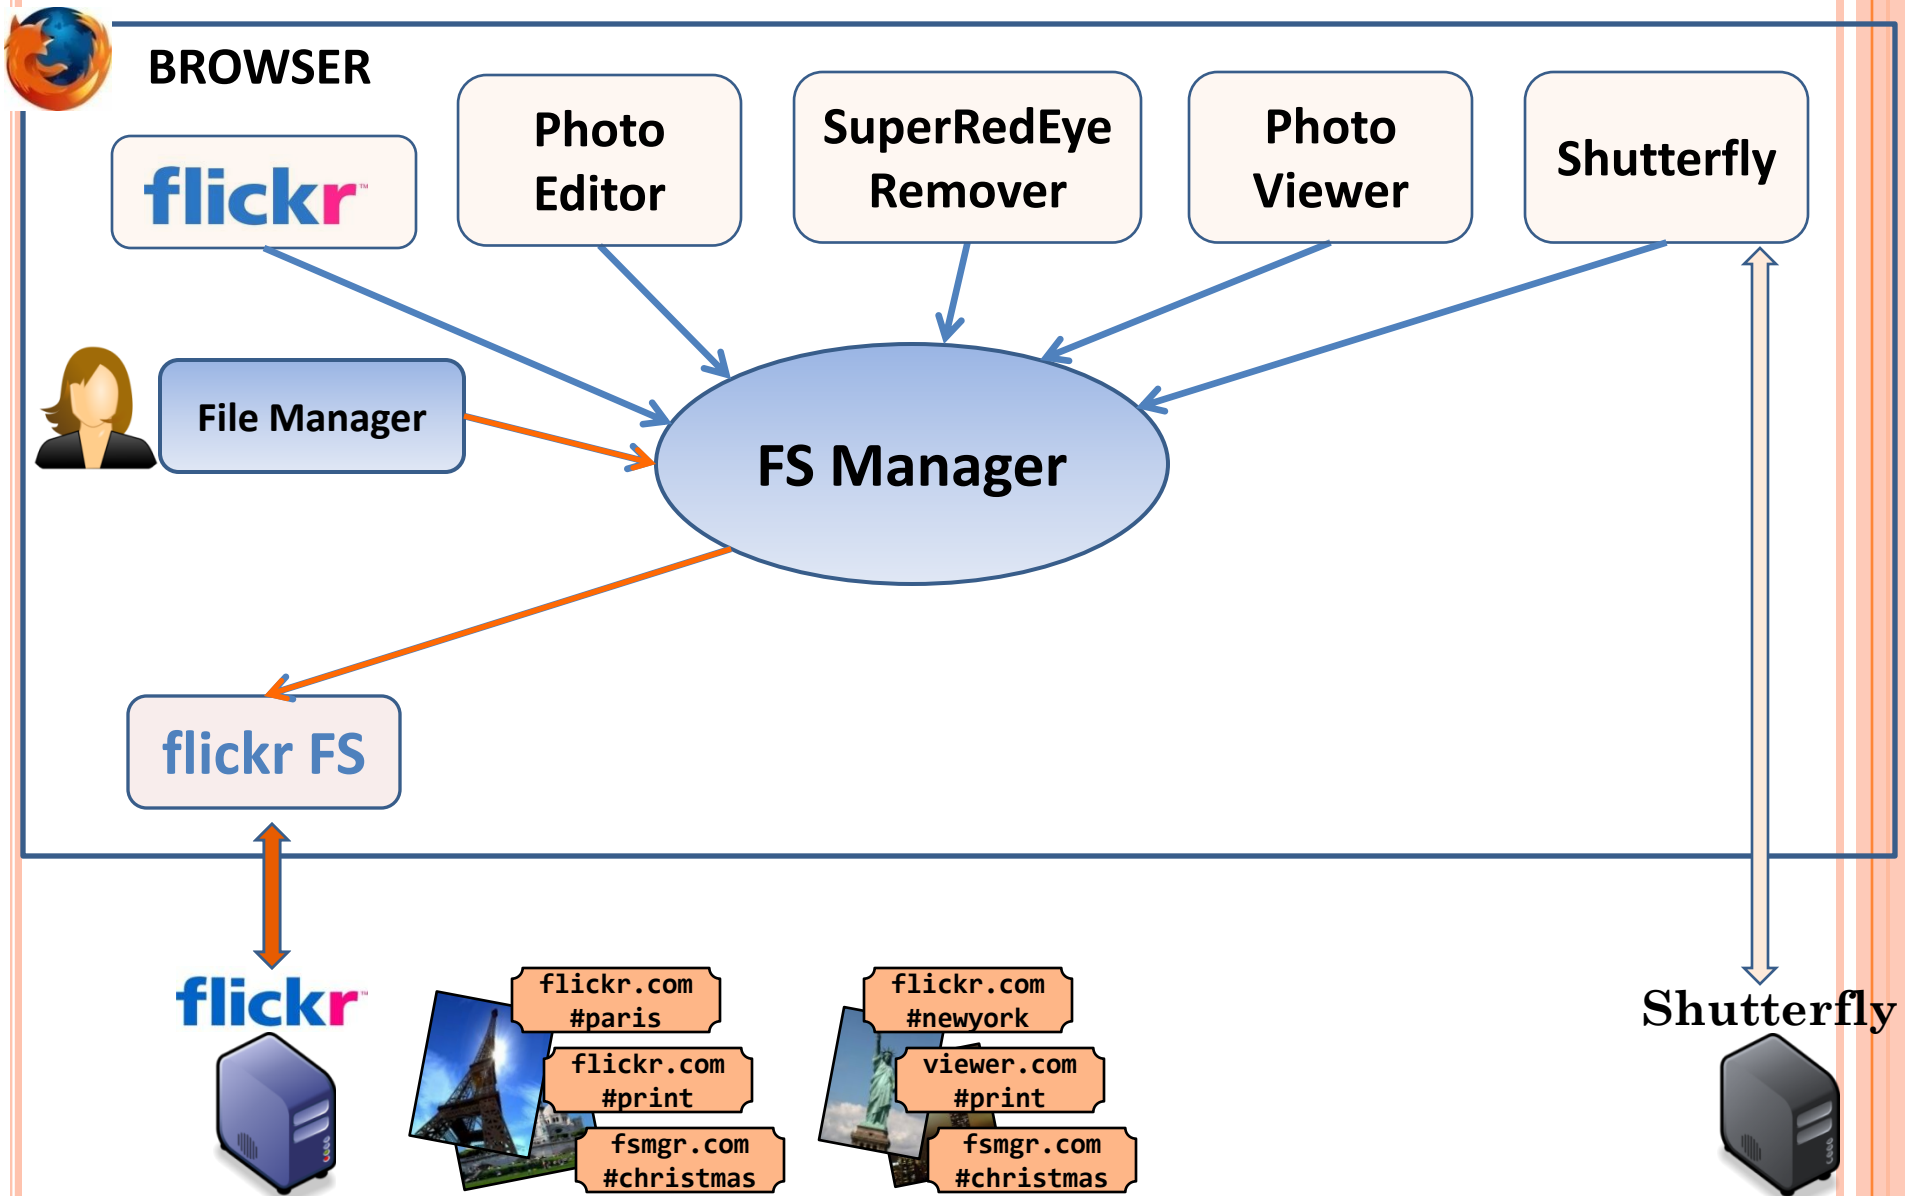 BROWSER
flickr
Photo
Editor
SuperRedEye
Remover
Photo
Viewer
Shutterfly
File Manager
FS Manager
flickr FS
flickr
flickr.com
#paris
flickr.com
#print
fsmgr.com
#christmas
flickr.com
#newyork
viewer.com
#print
fsmgr.com
#christmas
Shutterfly